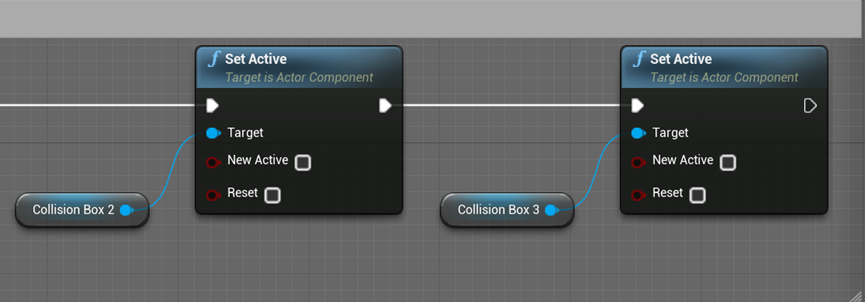 Set Active
Target is Actor Component
Target
New Active
Reset
Collision Box 2
Set Active
Target is Actor Component
Target
New Active
Reset
Collision Box 3